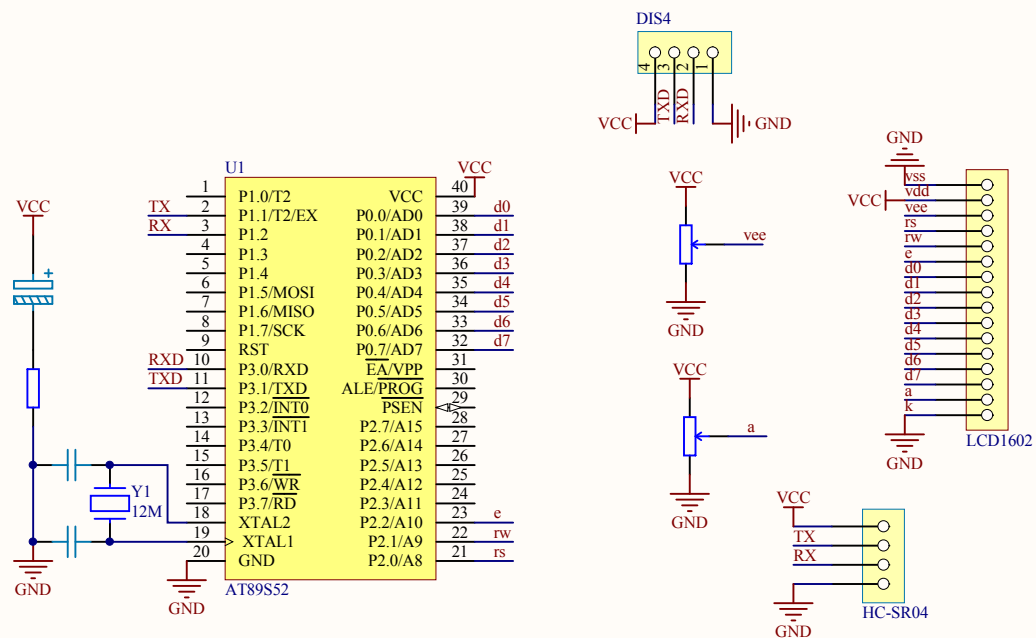 DIS4
4 3 2 1
TXD RXD
VCC GND
U1
VCC
1 P1.0/T2 VCC 40
TX 2 P1.1/T2/EX P0.0/AD0 39 d0
RX 3 P1.2 P0.1/AD1 38 d1
4 P1.3 P0.2/AD2 37 d2
5 P1.4 P0.3/AD3 36 d3
6 P1.5/MOSI P0.4/AD4 35 d4
7 P1.6/MISO P0.5/AD5 34 d5
8 P1.7/SCK P0.6/AD6 33 d6
9 RST P0.7/AD7 32 d7
RXD 10 P3.0/RXD EA/VPP 31
TXD 11 P3.1/TXD ALE/PROG 30
12 P3.2/INT0 PSEN 29
13 P3.3/INT1 P2.7/A15 28
14 P3.4/T0 P2.6/A14 27
15 P3.5/T1 P2.5/A13 26
16 P3.6/WR P2.4/A12 25
17 P3.7/RD P2.3/A11 24
18 XTAL2 P2.2/A10 23 e
19 XTAL1 P2.1/A9 22 rw
20 GND P2.0/A8 21 rs
GND
AT89S52
VCC
+
Y1
12M
GND
VCC
vee
GND
VCC
a
GND
GND
vss
VCC vdd
vee
rs
rw
e
d0
d1
d2
d3
d4
d5
d6
d7
a
k
GND
LCD1602
VCC
TX
RX
GND
HC-SR04